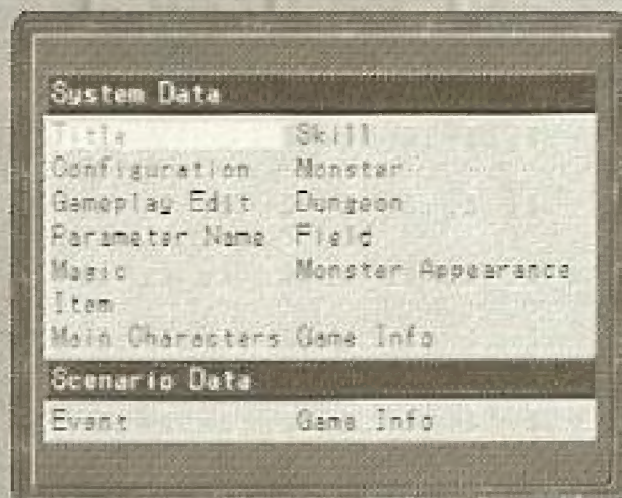 System Data
Title Skill
Configuration Monster
Gameplay Edit Dungeon
Parameter Name Field
Magic Monster Appearance
Item
Main Characters Game Info
Scenario Data
Event Game Info